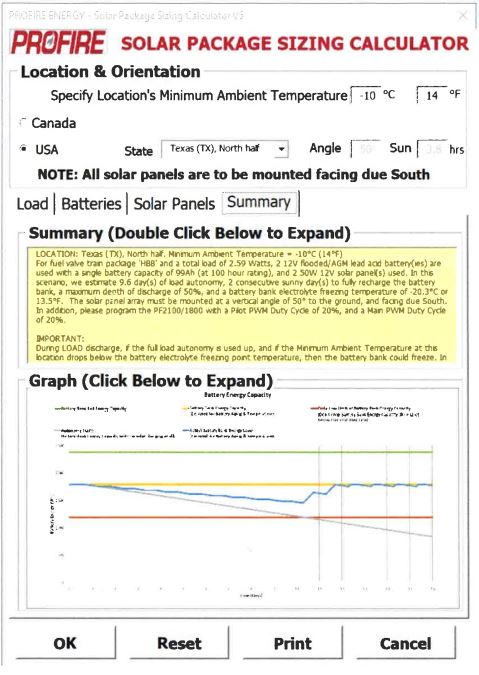 PROFIRE ENERGY - Solar Package Sizing Calculator V5
PROFIRE SOLAR PACKAGE SIZING CALCULATOR
Location & Orientation
Specify Location's Minimum Ambient Temperature -10 °C 14 °F
Canada
USA State Texas (TX), North half Angle 50 Sun 3.8 hrs
NOTE: All solar panels are to be mounted facing due South
Load Batteries Solar Panels Summary
Summary (Double Click Below to Expand)
LOCATION: Texas (TX), North half. Minimum Ambient Temperature = -10°C (14°F)
For fuel valve train package 'HBB' and a total load of 2.59 Watts, 2 12V flooded/AGM lead acid battery(ies) are
used with a single battery capacity of 99Ah (at 100 hour rating), and 2 50W 12V solar panel(s) used. In this
scenario, we estimate 9.6 day(s) of load autonomy, 2 consecutive sunny day(s) to fully recharge the battery
bank, a maximum depth of discharge of 50%, and a battery bank electrolyte freezing temperature of -20.3°C or
13.5°F. The solar panel array must be mounted at a vertical angle of 50° to the ground, and facing due South.
In addition, please program the PF2100/1800 with a Pilot PWM Duty Cycle of 20%, and a Main PWM Duty Cycle
of 20%.
IMPORTANT:
During LOAD discharge, if the full load autonomy is used up, and if the Minimum Ambient Temperature at this
location drops below the battery electrolyte freezing point temperature, then the battery bank could freeze. In
Graph (Click Below to Expand)
Battery Energy Capacity
OK Reset Print Cancel